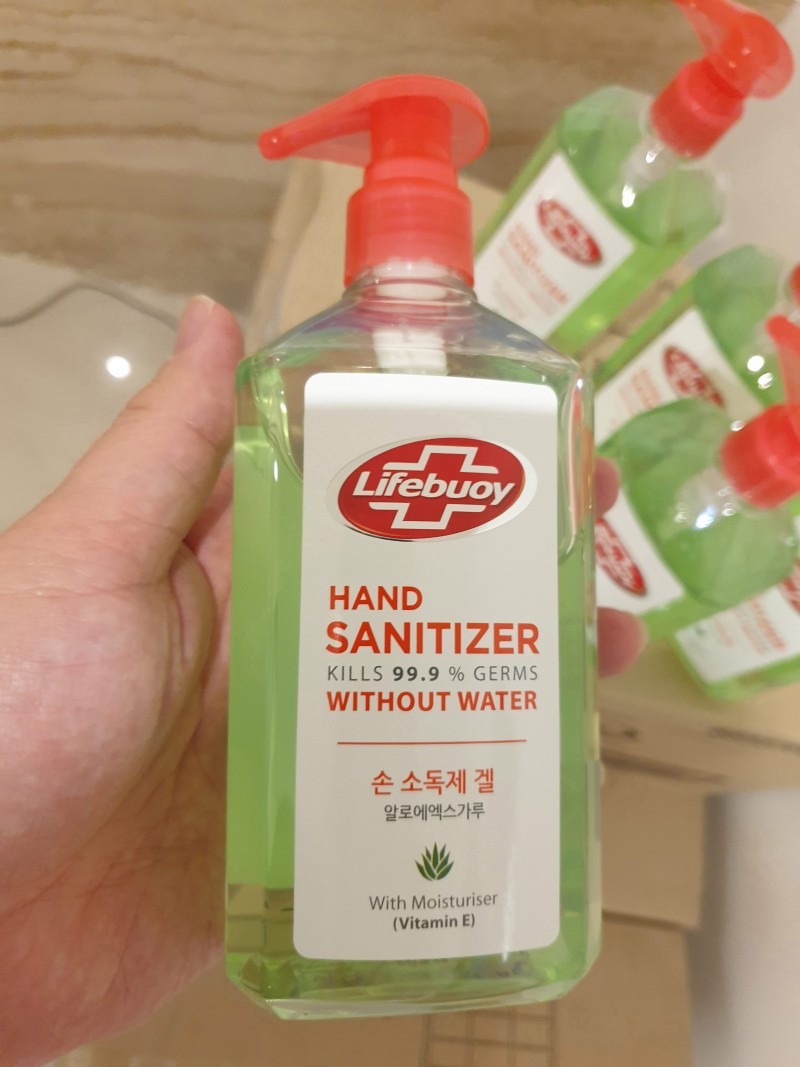 Lifebuoy
HAND
SANITIZER
KILLS 99.9 % GERMS
WITHOUT WATER
손 소독제 겔
알로에엑스가루
With Moisturiser
(Vitamin E)